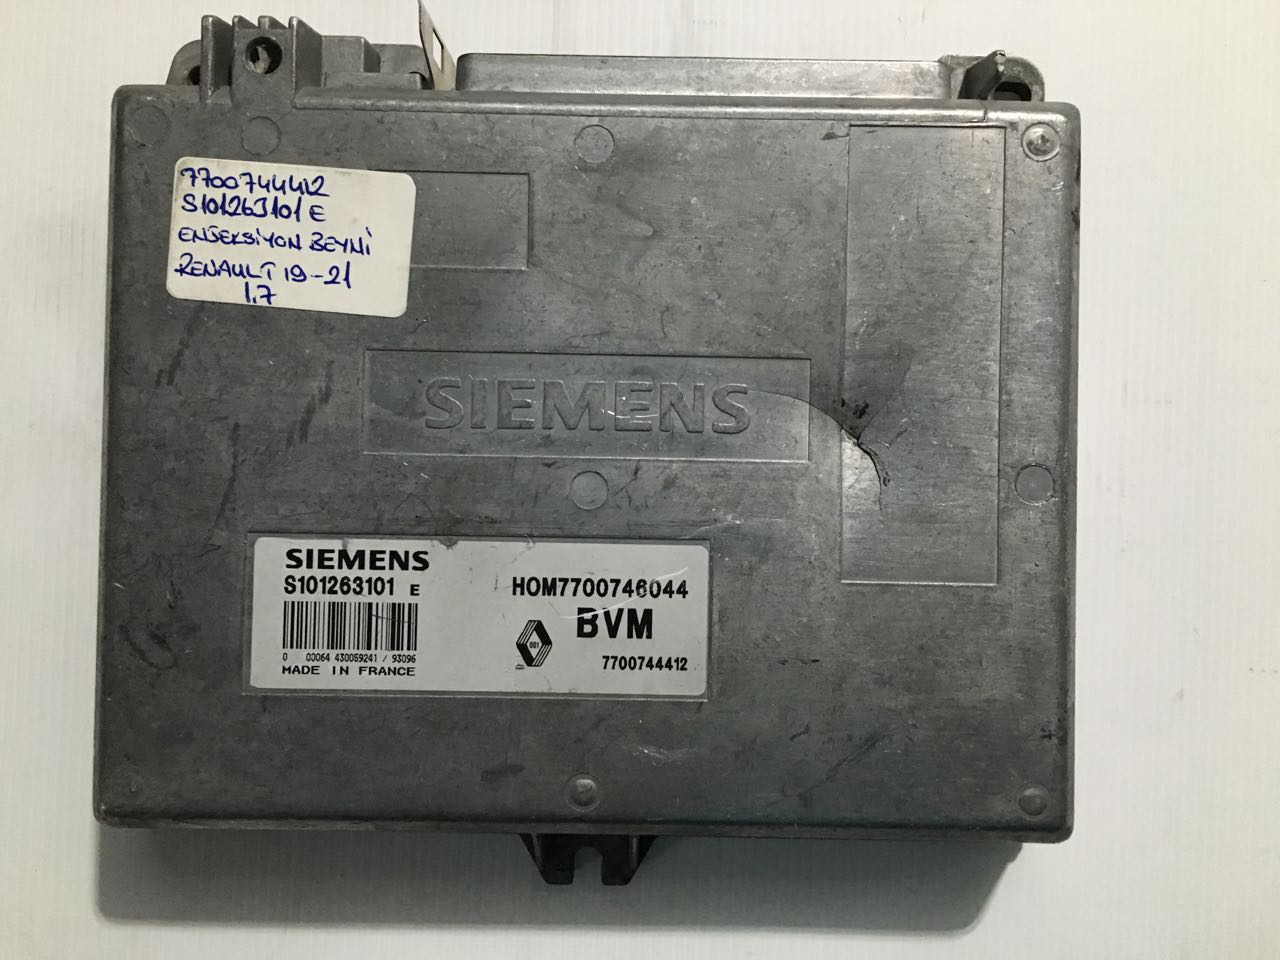 7700744412
S101263101 E
ENJEKSİYON BEYNİ
RENAULT 19-21
1.7
SIEMENS
SIEMENS
S101263101 E
0 00064 430059241 / 93096
MADE IN FRANCE
HOM7700746044
BVM
001
7700744412